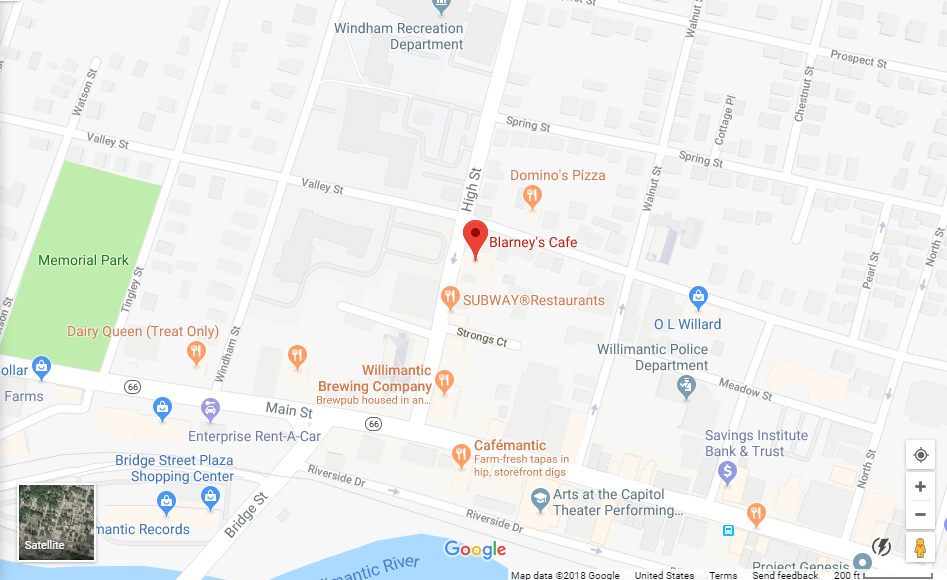 Windham Recreation
Department
Walnut St
Prospect St
Watson St
Chestnut St
Cottage Pl
Valley St
Spring St
Spring St
Domino's Pizza
Valley St
High St
Walnut St
Blarney's Cafe
North St
Pearl St
Memorial Park
Tingley St
SUBWAY®Restaurants
O L Willard
Dairy Queen (Treat Only)
Windham St
Strongs Ct
Willimantic Police
Department
ollar
Farms
Willimantic
Brewing Company
Brewpub housed in an...
Meadow St
66
Main St
66
Enterprise Rent-A-Car
Cafémantic
Farm-fresh tapas in
hip, storefront digs
Savings Institute
Bank & Trust
North St
Bridge Street Plaza
Shopping Center
Riverside Dr
Arts at the Capitol
Theater Performing...
Bridge St
mantic Records
Riverside Dr
Satellite
Google
limantic River
Project Genesis
Map data ©2018 Google United States Terms Send feedback 200 ft